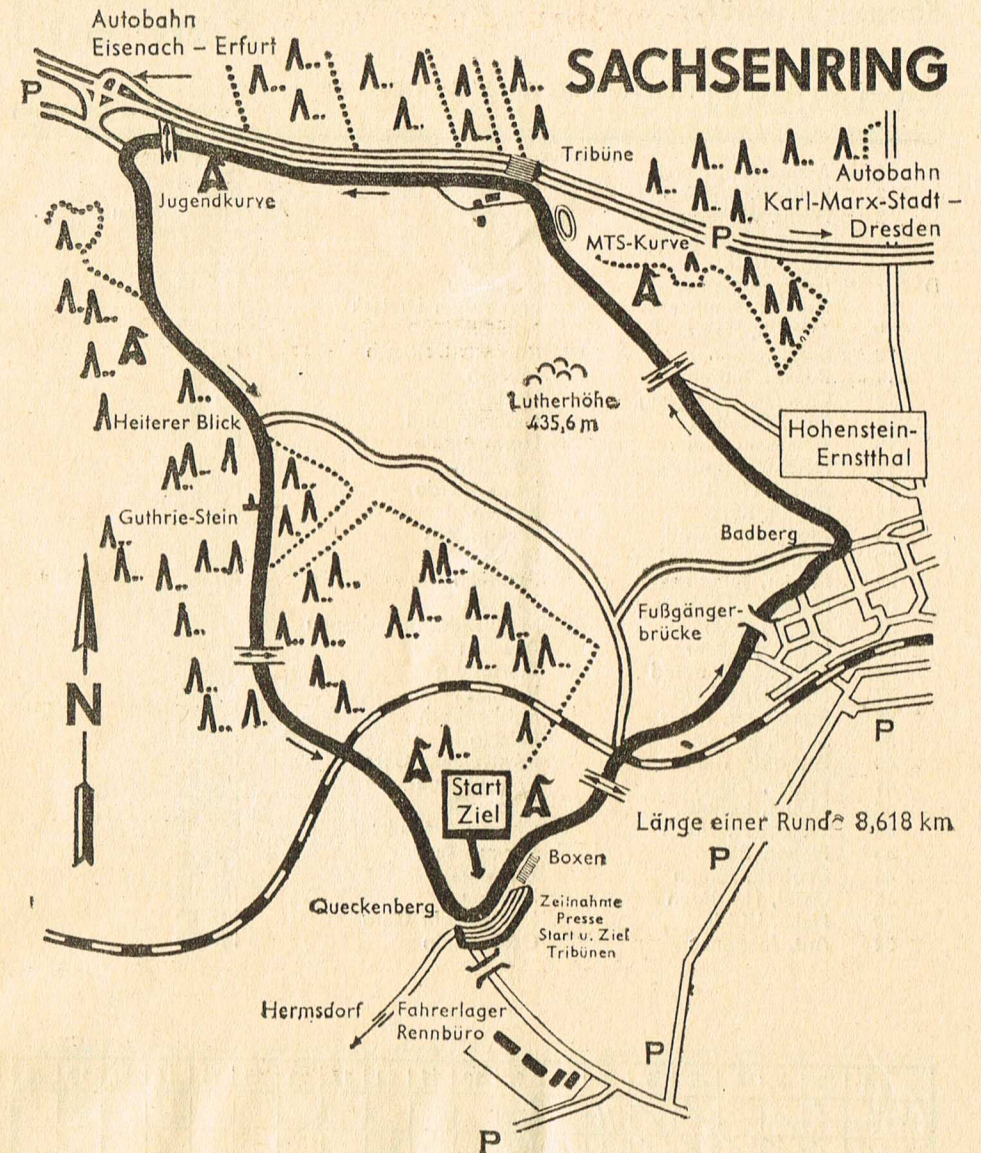 Autobahn
Eisenach – Erfurt
SACHSENRING
P
Tribüne
Autobahn
Karl-Marx-Stadt –
Dresden
Jugendkurve
MTS-Kurve
P
Lutherhöhe
435,6 m
Heiterer Blick
Hohenstein-
Ernstthal
Guthrie-Stein
Badberg
Fußgänger-
brücke
N
P
Start
Ziel
Länge einer Runde 8,618 km
P
Boxen
Queckenberg
Zeitnahme
Presse
Start u. Ziel
Tribünen
Hermsdorf
Fahrerlager
Rennbüro
P
P